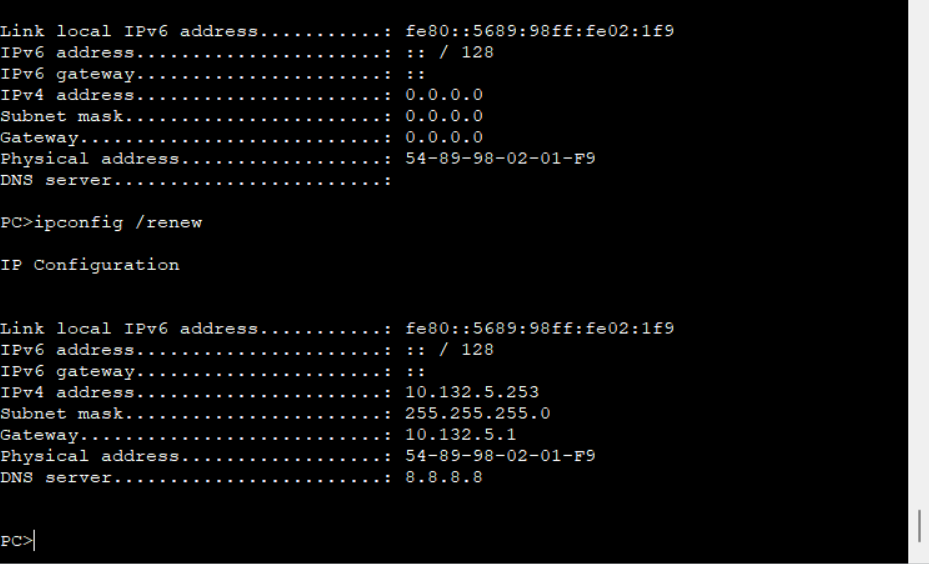 Link local IPv6 address...........: fe80::5689:98ff:fe02:1f9
IPv6 address......................: :: / 128
IPv6 gateway......................: ::
IPv4 address......................: 0.0.0.0
Subnet mask.......................: 0.0.0.0
Gateway...........................: 0.0.0.0
Physical address..................: 54-89-98-02-01-F9
DNS server........................:
PC>ipconfig /renew
IP Configuration
Link local IPv6 address...........: fe80::5689:98ff:fe02:1f9
IPv6 address......................: :: / 128
IPv6 gateway......................: ::
IPv4 address......................: 10.132.5.253
Subnet mask.......................: 255.255.255.0
Gateway...........................: 10.132.5.1
Physical address..................: 54-89-98-02-01-F9
DNS server........................: 8.8.8.8
PC>